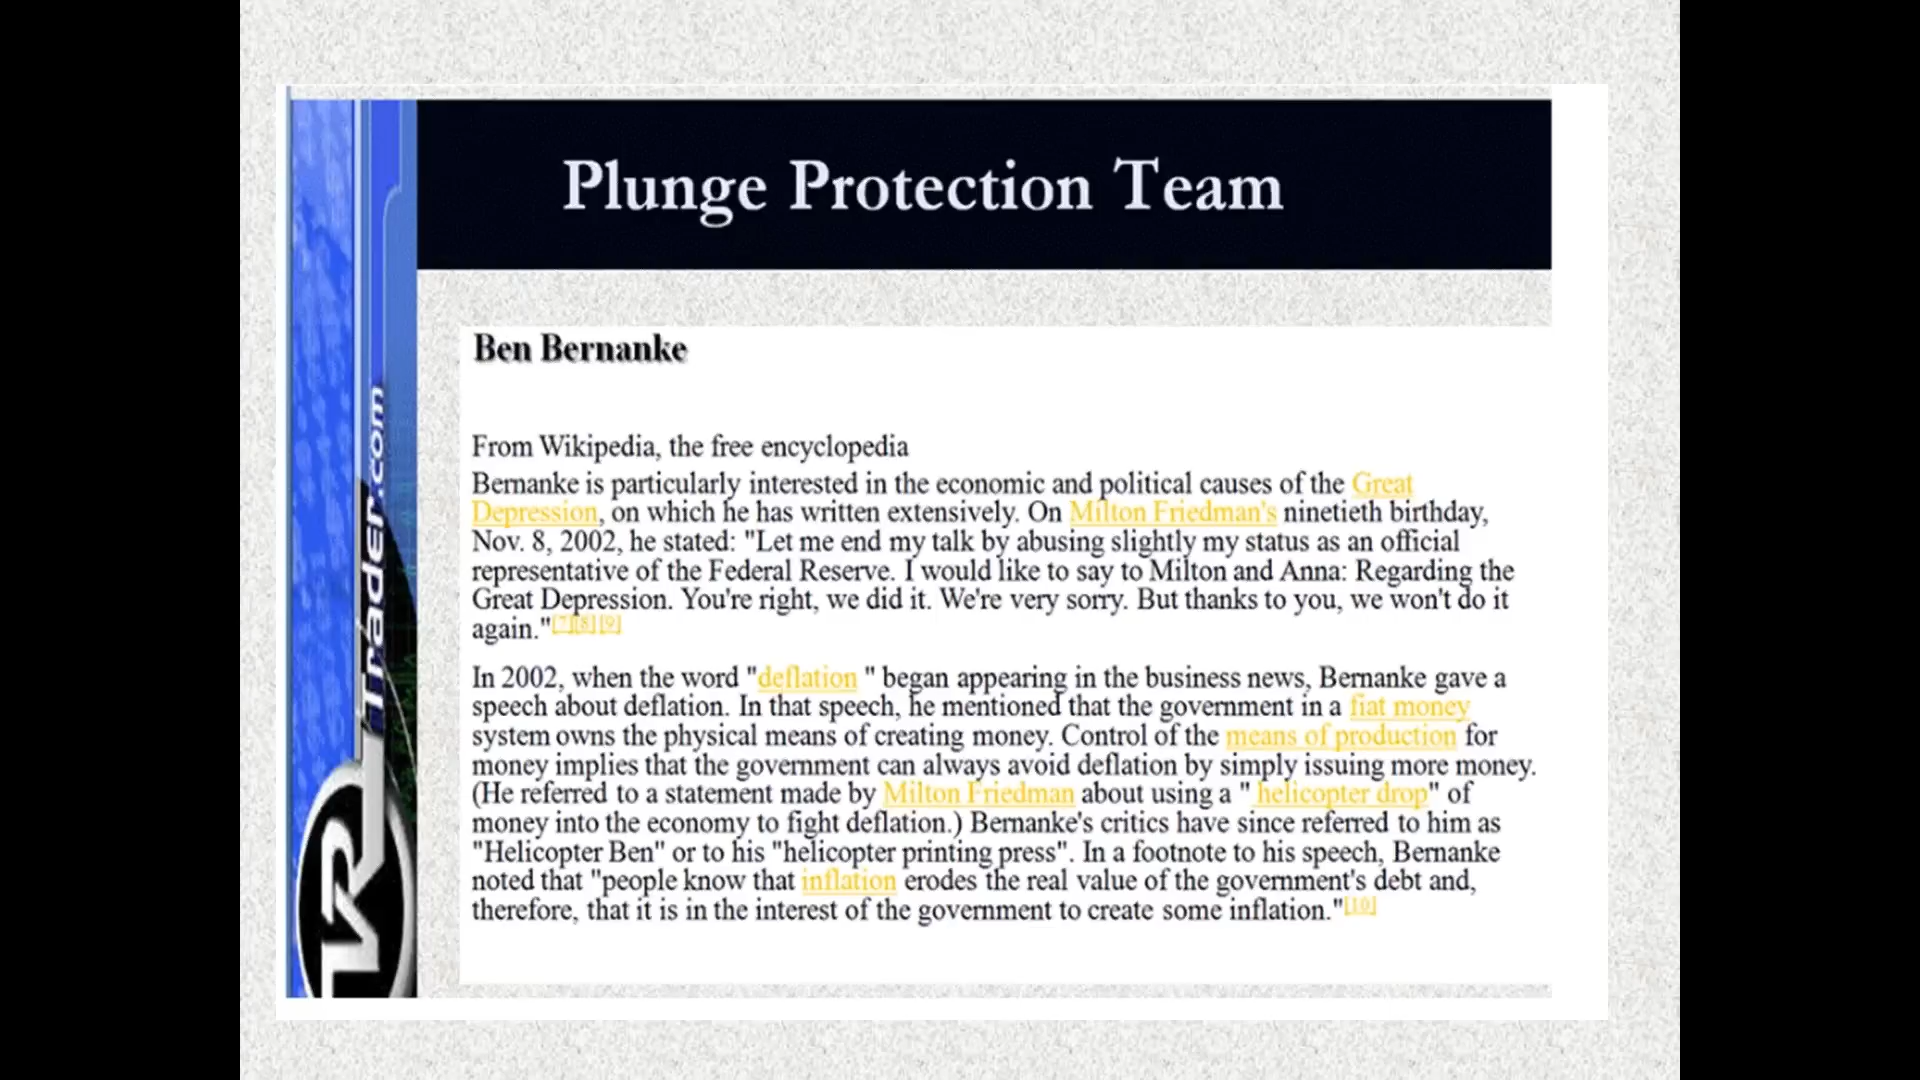 Plunge Protection Team
Ben Bernanke
From Wikipedia, the free encyclopedia
Bernanke is particularly interested in the economic and political causes of the Great
Depression, on which he has written extensively. On Milton Friedman's ninetieth birthday,
Nov. 8, 2002, he stated: "Let me end my talk by abusing slightly my status as an official
representative of the Federal Reserve. I would like to say to Milton and Anna: Regarding the
Great Depression. You're right, we did it. We're very sorry. But thanks to you, we won't do it
again."[7][8][9]
In 2002, when the word "deflation " began appearing in the business news, Bernanke gave a
speech about deflation. In that speech, he mentioned that the government in a fiat money
system owns the physical means of creating money. Control of the means of production for
money implies that the government can always avoid deflation by simply issuing more money.
(He referred to a statement made by Milton Friedman about using a " helicopter drop" of
money into the economy to fight deflation.) Bernanke's critics have since referred to him as
"Helicopter Ben" or to his "helicopter printing press". In a footnote to his speech, Bernanke
noted that "people know that inflation erodes the real value of the government's debt and,
therefore, that it is in the interest of the government to create some inflation."[10]
VRTrader.com